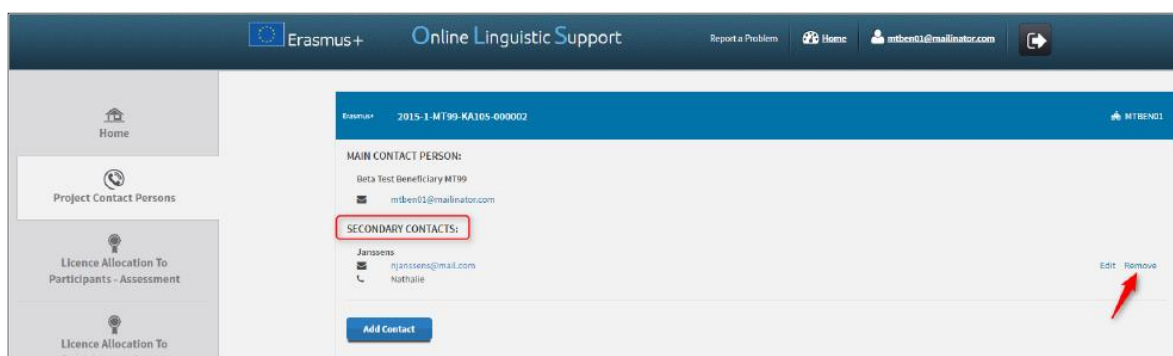 Erasmus+ Online Linguistic Support Report a Problem Home mtben01@mailinator.com
Home
Project Contact Persons
Licence Allocation To
Participants - Assessment
Licence Allocation To
Erasmus+ 2015-1-MT99-KA105-000002 MTBEN01
MAIN CONTACT PERSON:
Beta Test Beneficiary MT99
mtben01@mailinator.com
SECONDARY CONTACTS:
Janssens
njanssens@mail.com
Nathalie
Edit Remove
Add Contact